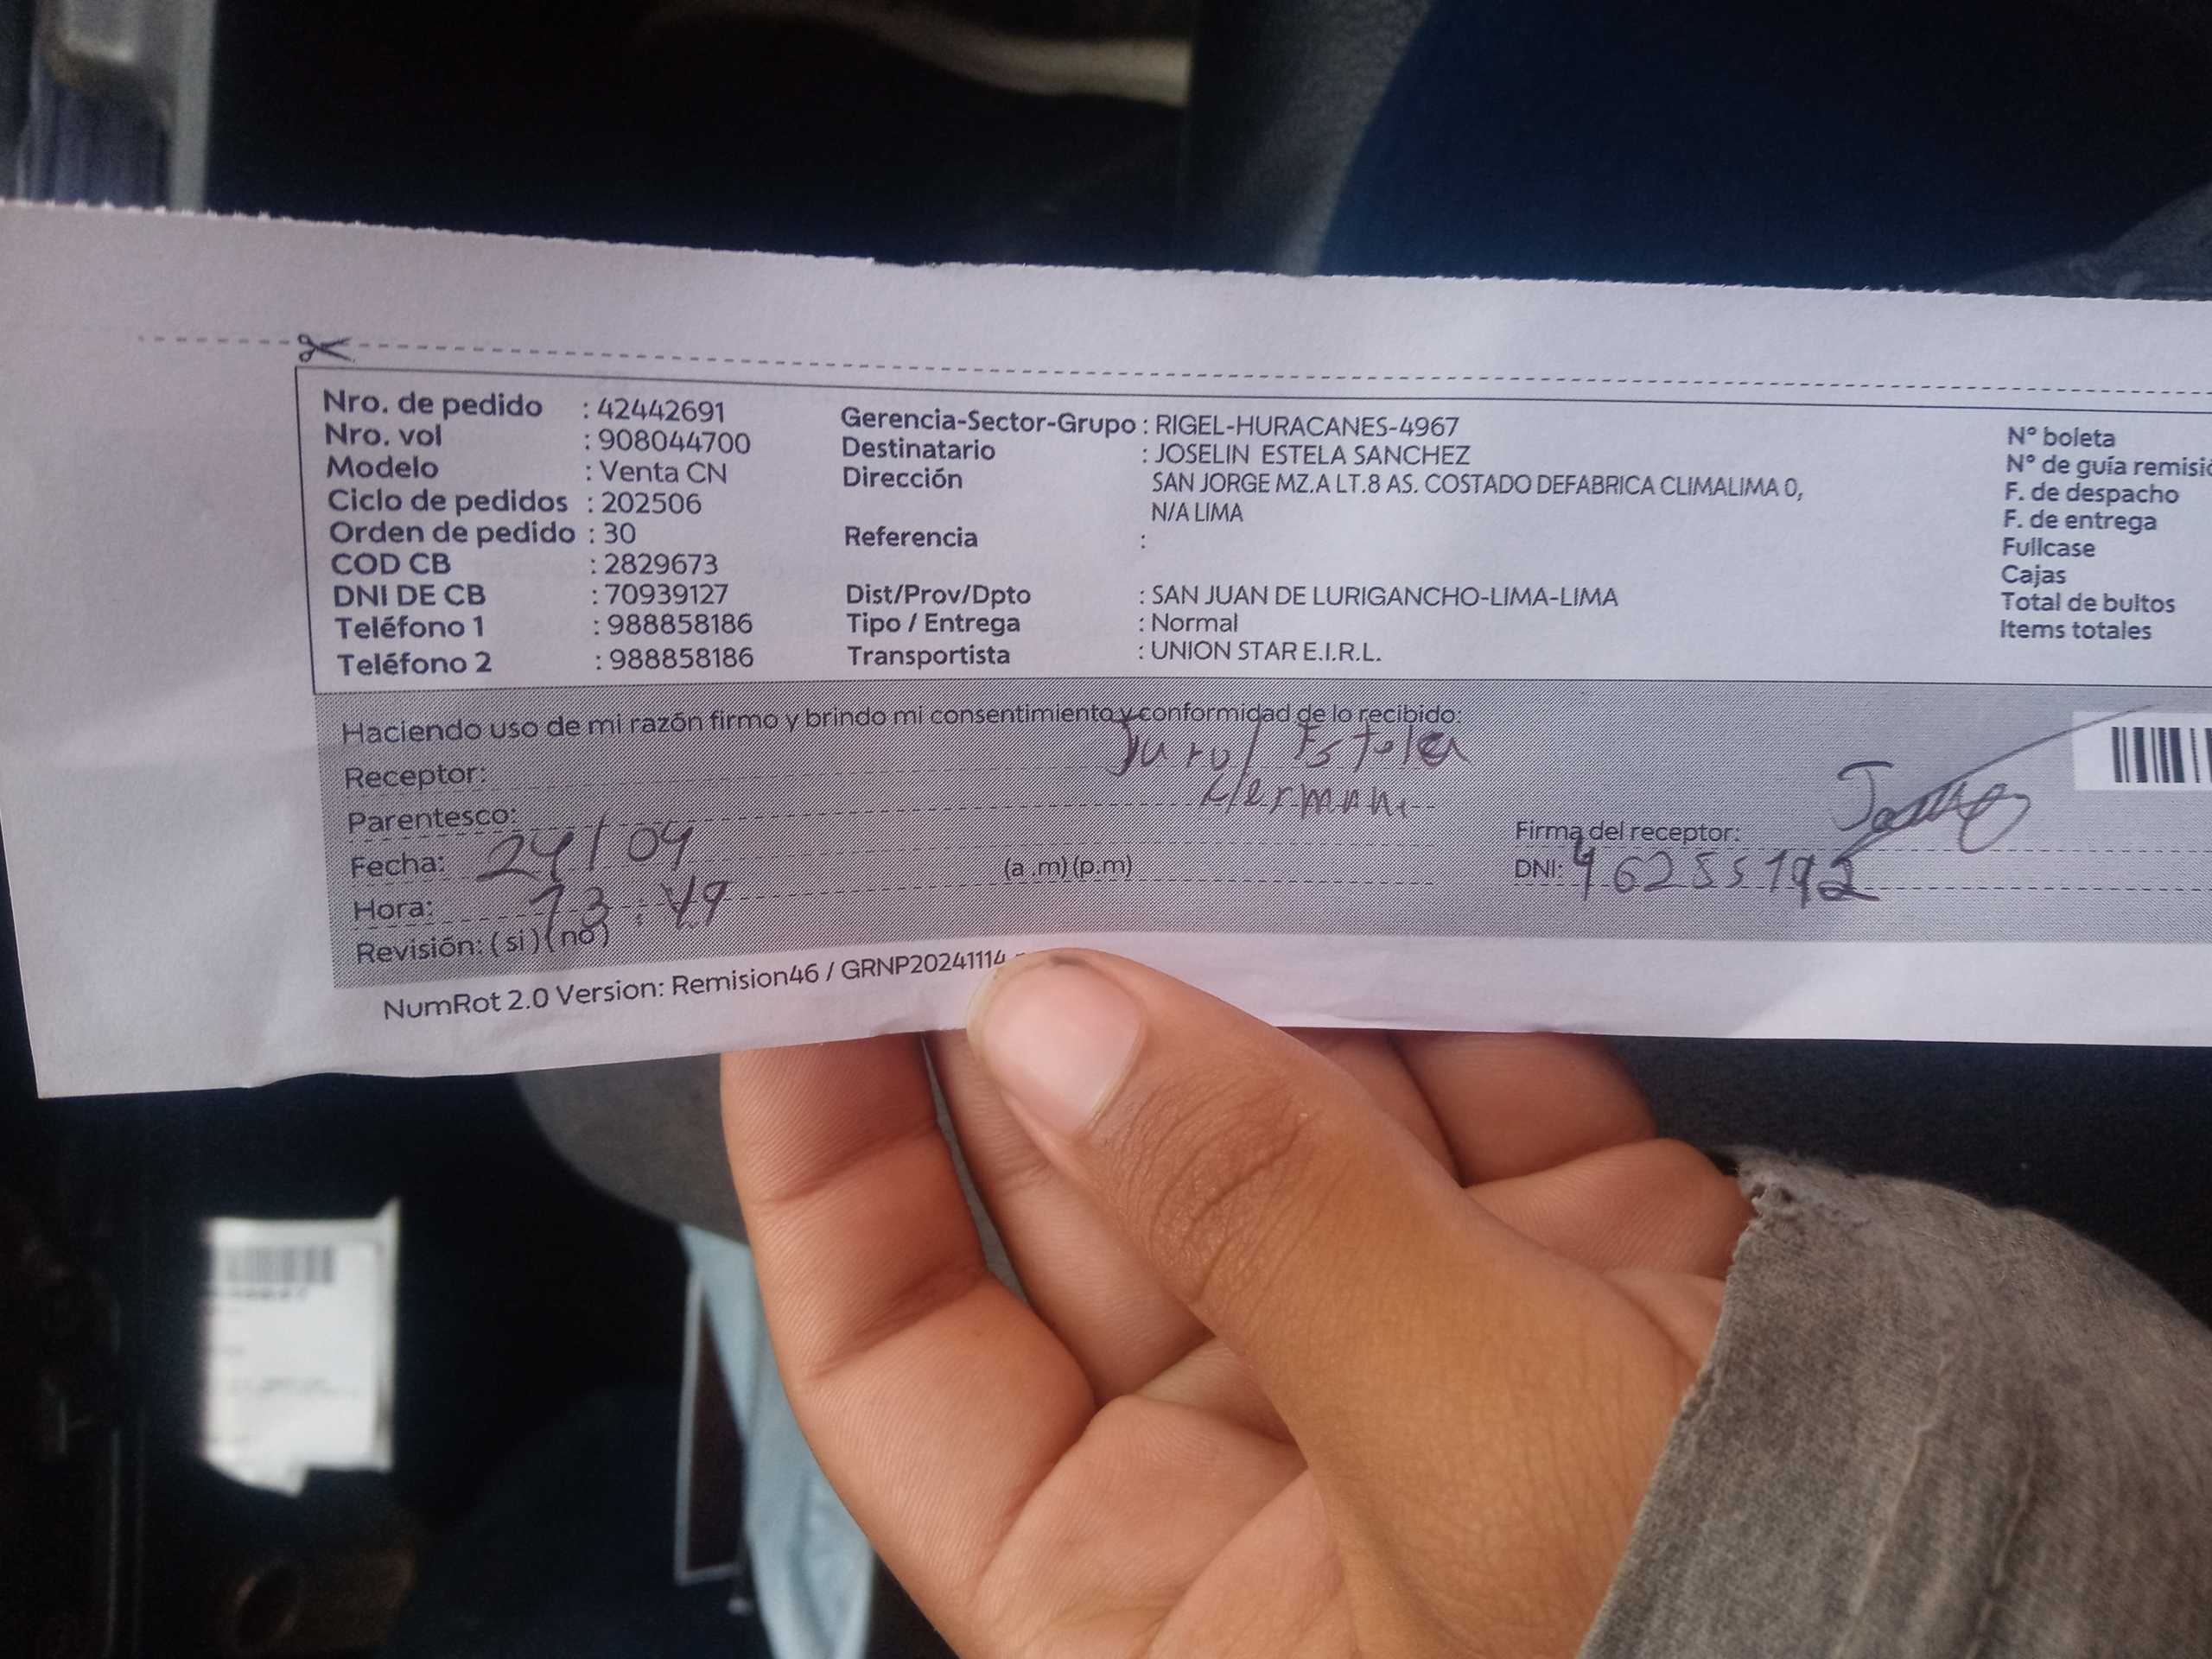 Nro. de pedido : 42442691
Nro. vol : 908044700
Modelo : Venta CN
Ciclo de pedidos : 202506
Orden de pedido : 30
COD CB : 2829673
DNI DE CB : 70939127
Teléfono 1 : 988858186
Teléfono 2 : 988858186
Gerencia-Sector-Grupo : RIGEL-HURACANES-4967
Destinatario : JOSELIN ESTELA SANCHEZ
Dirección SAN JORGE MZ.A LT.8 AS. COSTADO DEFABRICA CLIMALIMA 0,
N/A LIMA
Referencia :
Dist/Prov/Dpto : SAN JUAN DE LURIGANCHO-LIMA-LIMA
Tipo / Entrega : Normal
Transportista : UNION STAR E.I.R.L.
N° boleta
N° de guía remisió
F. de despacho
F. de entrega
Fullcase
Cajas
Total de bultos
Items totales
Haciendo uso de mi razón firmo y brindo mi consentimiento y conformidad de lo recibido:
Receptor: Estela
Parentesco:
Fecha: 24/04
Hora: 13:49 (a.m) (p.m)
Revisión: (si) (no)
Firma del receptor:
DNI: 46255192
NumRot 2.0 Version: Remision46 / GRNP20241114